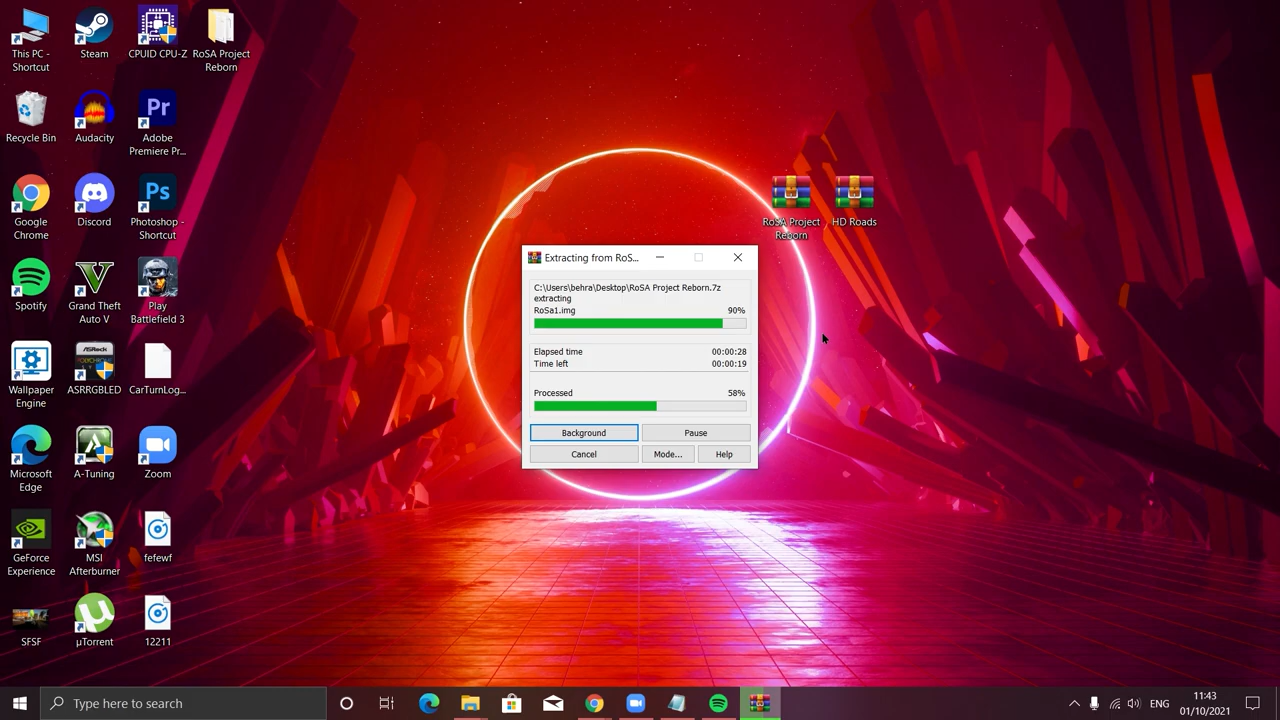 This PC -
Shortcut
Steam
CPUID CPU-Z
RoSA Project
Reborn
Recycle Bin
Audacity
Pr
Adobe
Premiere Pr...
Google
Chrome
Discord
Ps
Photoshop -
Shortcut
Spotify
Grand Theft
Auto V
Play
Battlefield 3
Wallpaper
Engine
ASRock
ASRRGBLED
CarTurnLog...
Microsoft
Edge
A-Tuning
Zoom
GeForce
Experience
MSI
Afterburner
fefewf
SFSF
µTorrent
12211
RoSA Project
Reborn
HD Roads
Extracting from RoS...
C:\Users\behra\Desktop\RoSA Project Reborn.7z
extracting
RoSa1.img 90%
Elapsed time 00:00:28
Time left 00:00:19
Processed 58%
Background Pause
Cancel Mode... Help
Type here to search
ENG
11:43
01/10/2021